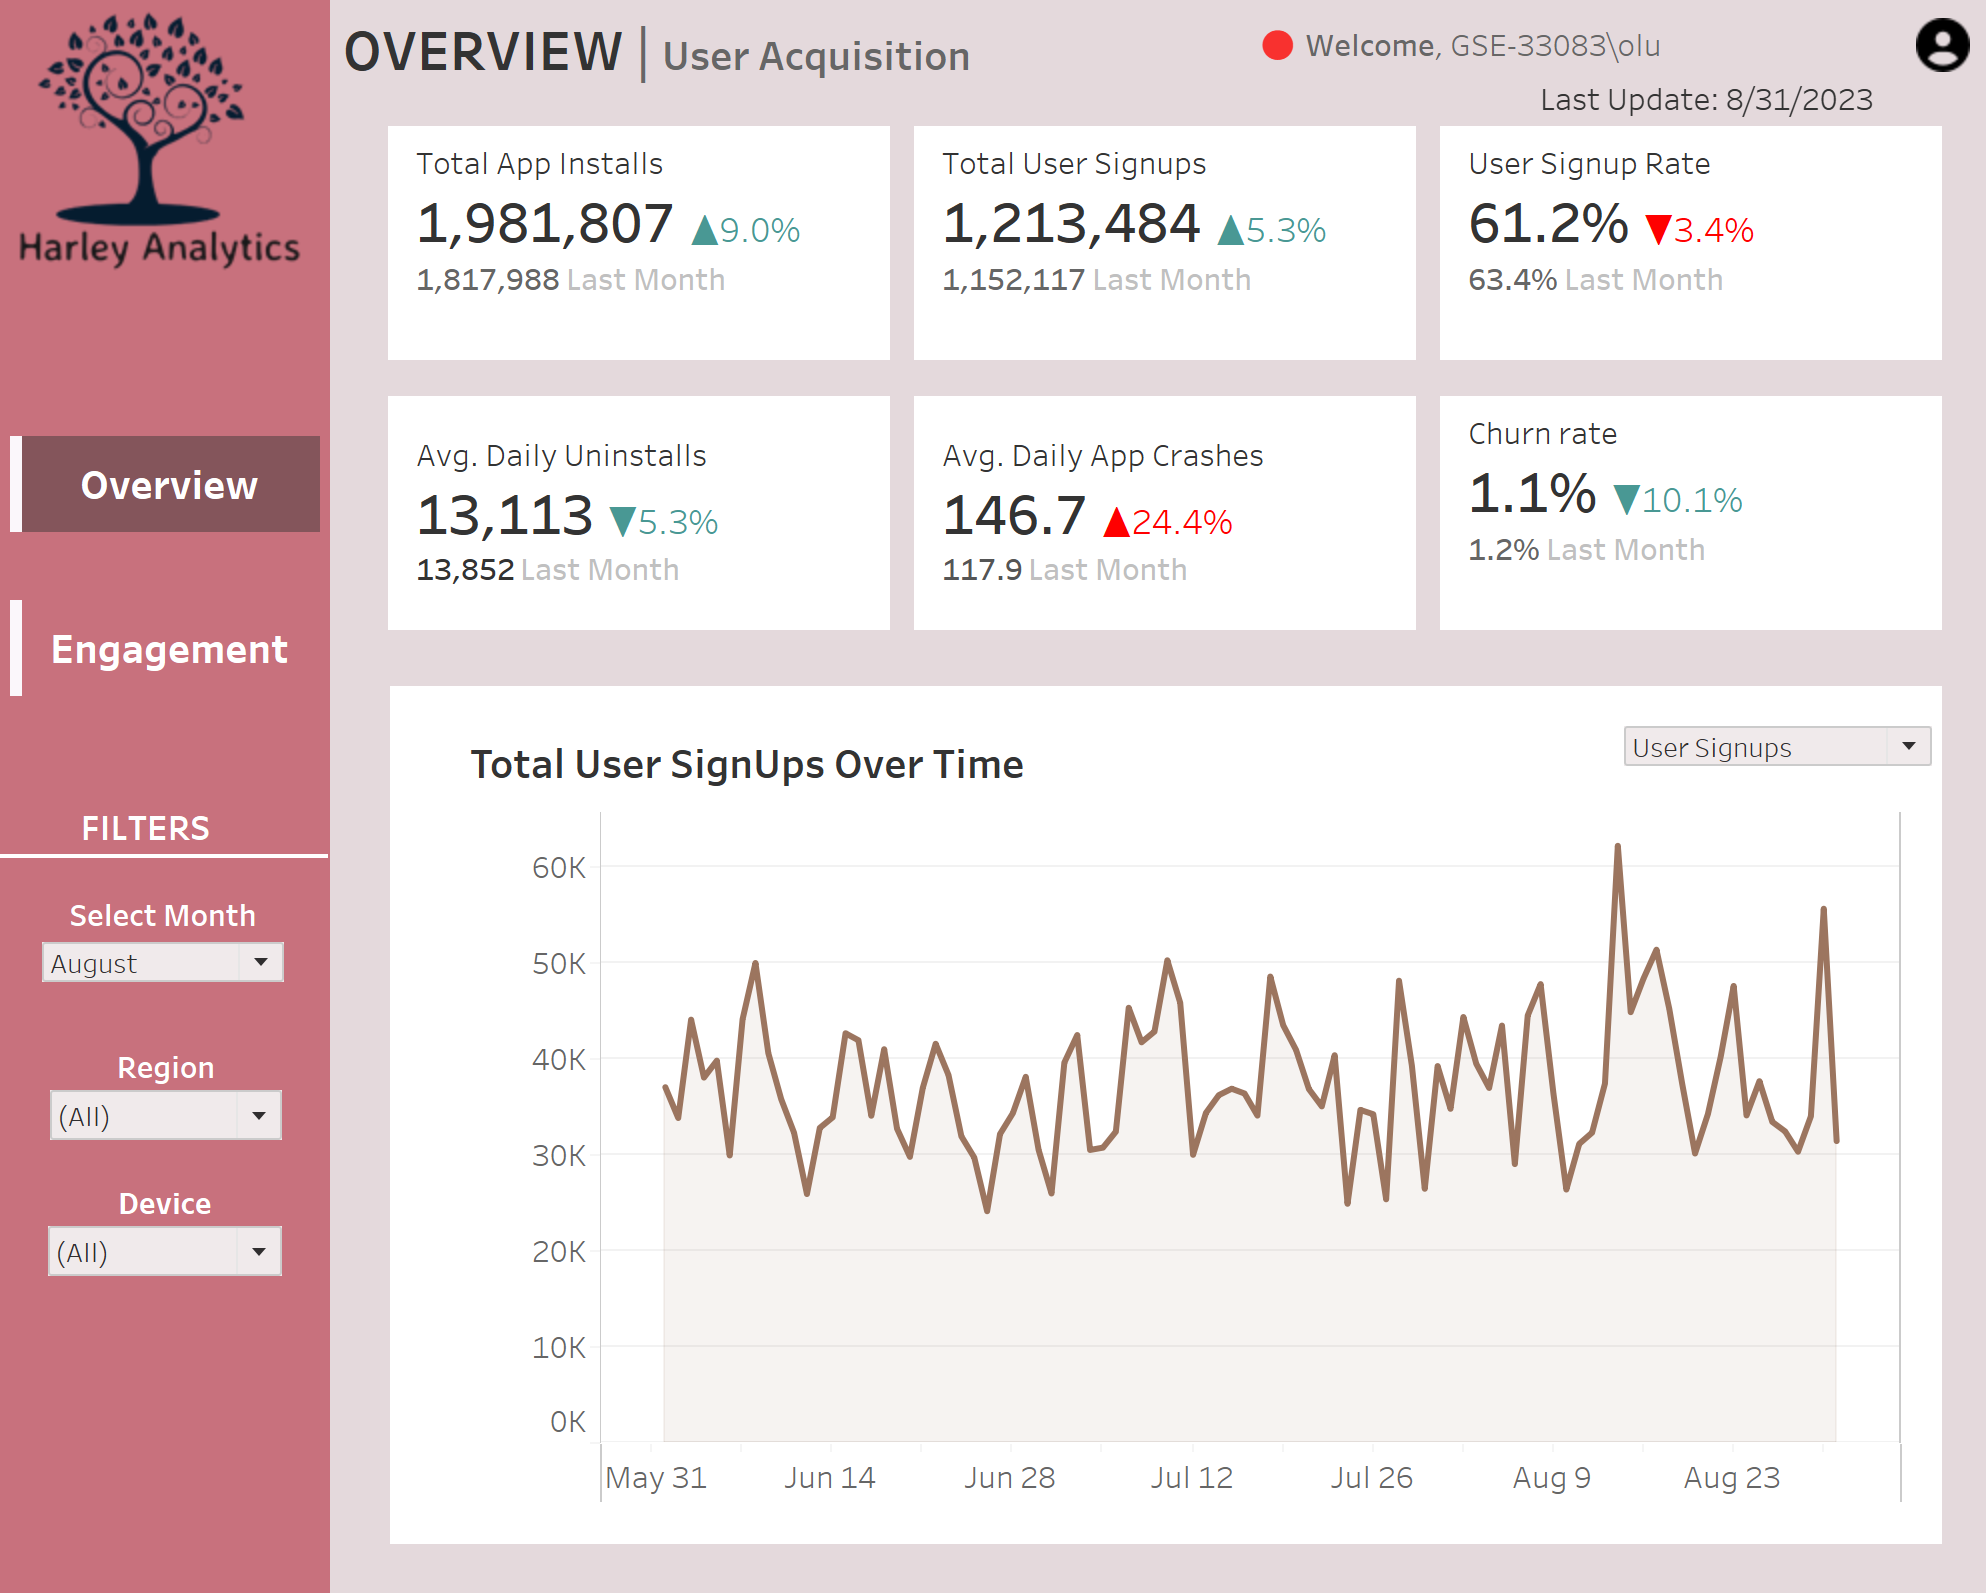 Harley Analytics
Overview
Engagement
FILTERS
Select Month
August
Region
(All)
Device
(All)
OVERVIEW | User Acquisition
Welcome, GSE-33083\olu
Last Update: 8/31/2023
Total App Installs
1,981,807 ▲9.0%
1,817,988 Last Month
Total User Signups
1,213,484 ▲5.3%
1,152,117 Last Month
User Signup Rate
61.2% ▼3.4%
63.4% Last Month
Avg. Daily Uninstalls
13,113 ▼5.3%
13,852 Last Month
Avg. Daily App Crashes
146.7 ▲24.4%
117.9 Last Month
Churn rate
1.1% ▼10.1%
1.2% Last Month
Total User SignUps Over Time
User Signups
60K
50K
40K
30K
20K
10K
0K
May 31 Jun 14 Jun 28 Jul 12 Jul 26 Aug 9 Aug 23